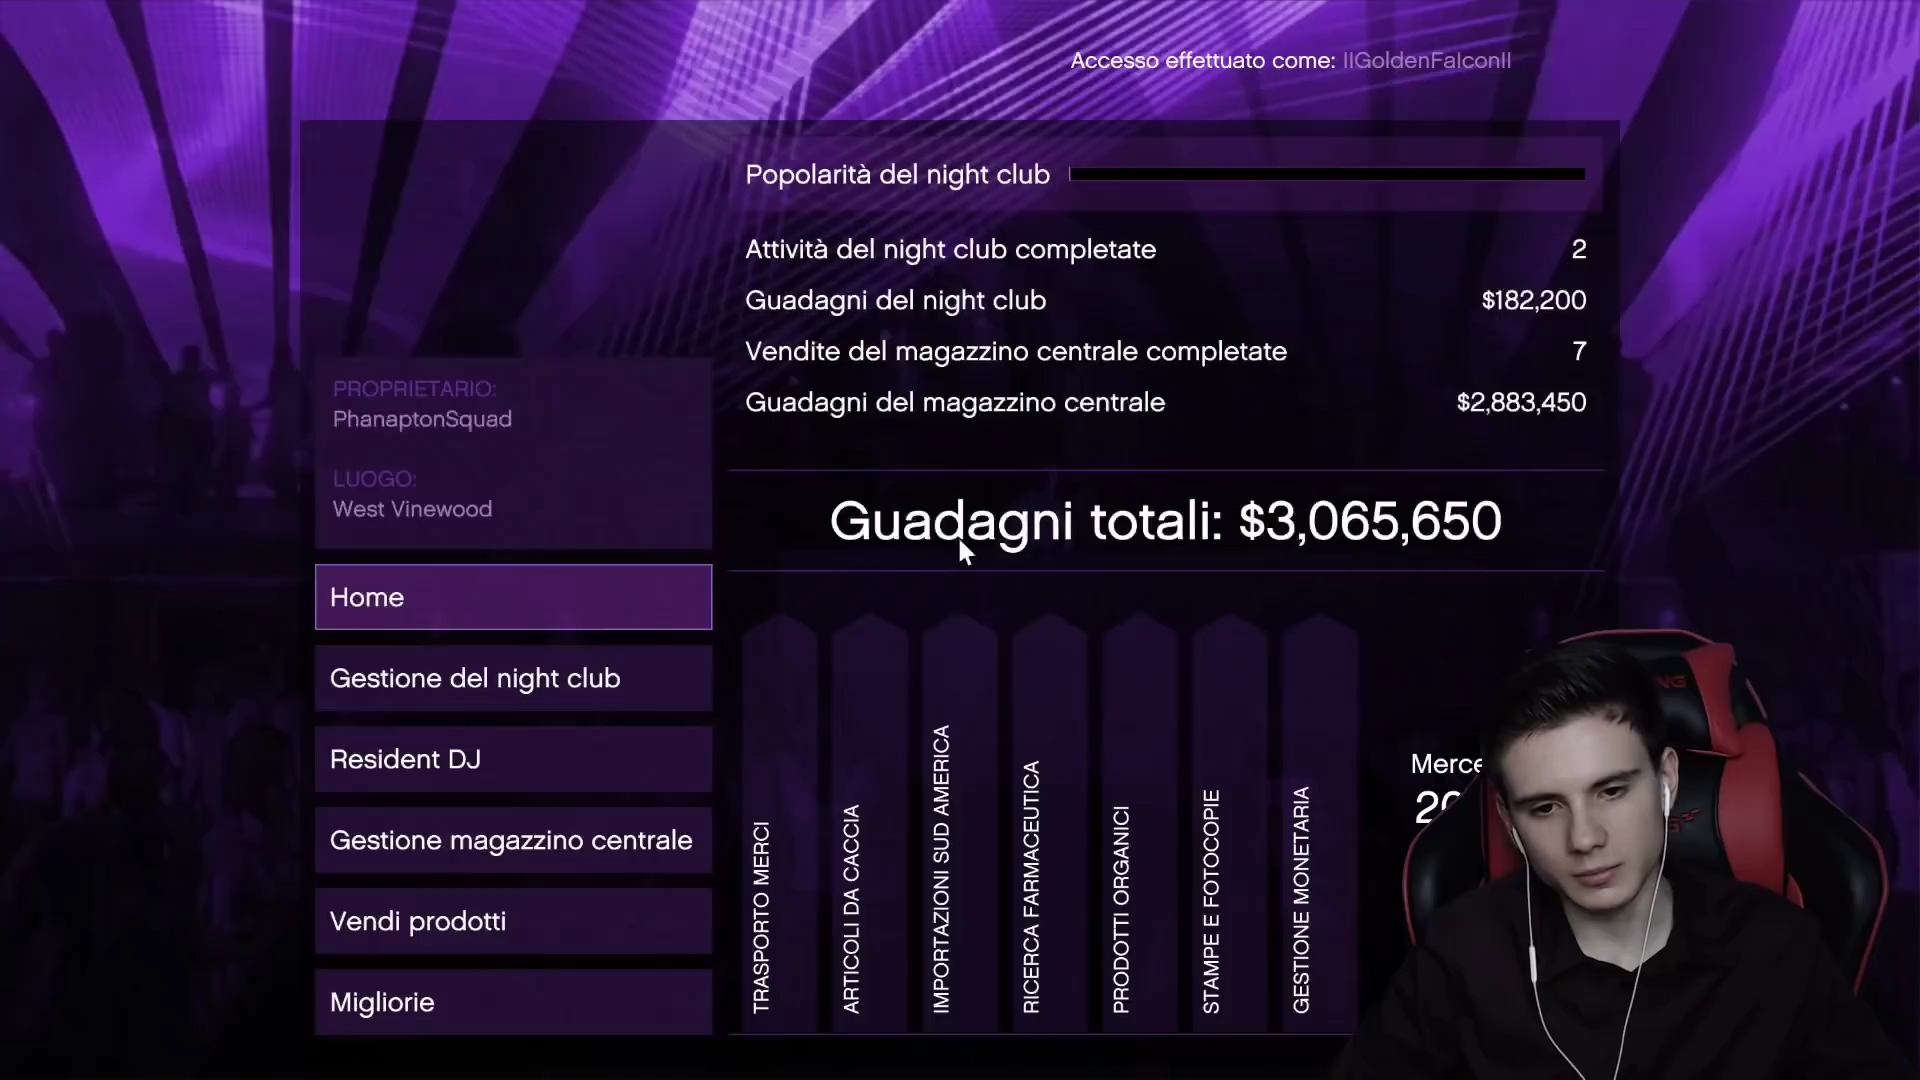 Accesso effettuato come: IIGoldenFalconII
Popolarità del night club
Attività del night club completate 2
Guadagni del night club $182,200
Vendite del magazzino centrale completate 7
Guadagni del magazzino centrale $2,883,450
PROPRIETARIO:
PhanaptonSquad
LUOGO:
West Vinewood
Guadagni totali: $3,065,650
Home
Gestione del night club
Resident DJ
Gestione magazzino centrale
Vendi prodotti
Migliorie
TRASPORTO MERCI
ARTICOLI DA CACCIA
IMPORTAZIONI SUD AMERICA
RICERCA FARMACEUTICA
PRODOTTI ORGANICI
STAMPE E FOTOCOPIE
GESTIONE MONETARIA